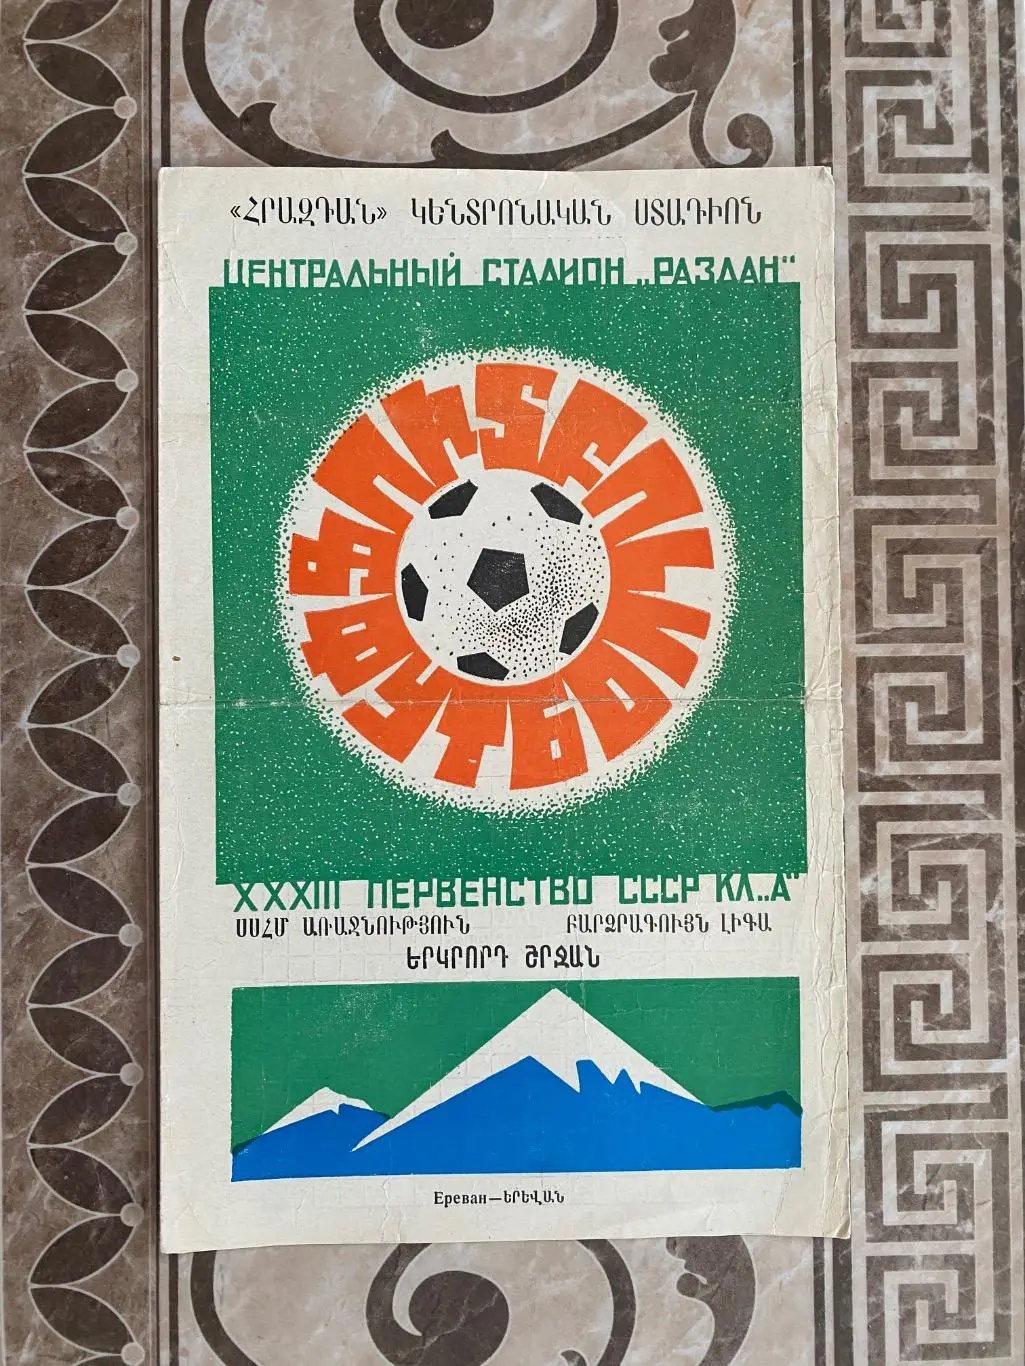 «ՀՐԱԶԴԱՆ» ԿԵՆՏՐՈՆԱԿԱՆ ՍՏԱԴԻՈՆ
ЦЕНТРАЛЬНЫЙ СТАДИОН „РАЗДАН“
ФУТБОЛ
ՖՈՒՏԲՈԼ
XXXIII ПЕРВЕНСТВО СССР КЛ.„А“
ՍՍՀՄ ԱՌԱՋՆՈՒԹՅՈՒՆ ԲԱՐՁՐԱԳՈՒՅՆ ԼԻԳԱ
ԵՐԿՐՈՐԴ ՇՐՋԱՆ
Ереван—ԵՐԵՎԱՆ